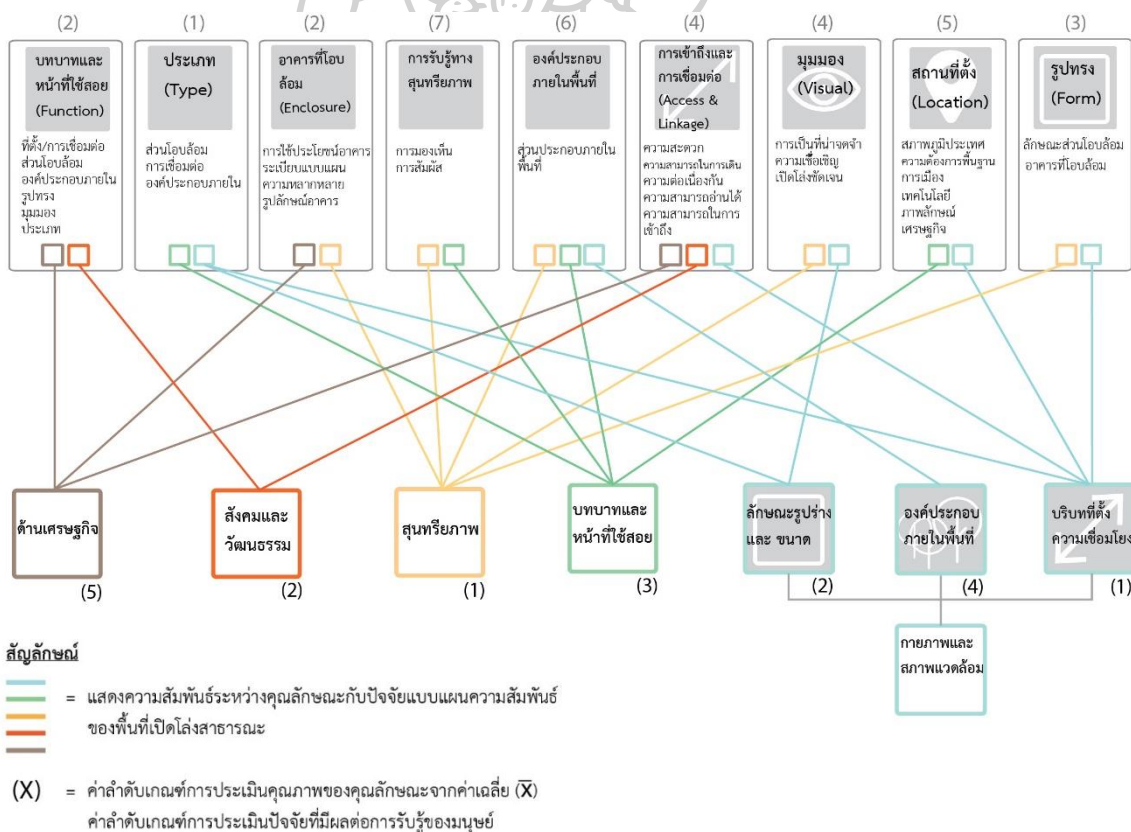 (2)
(1)
(2)
(7)
(6)
(4)
(4)
(5)
(3)
บทบาทและ
หน้าที่ใช้สอย
(Function)
ที่ตั้ง/การเชื่อมต่อ
ส่วนโอบล้อม
องค์ประกอบภายใน
รูปทรง
มุมมอง
ประเภท
ประเภท
(Type)
ส่วนโอบล้อม
การเชื่อมต่อ
องค์ประกอบภายใน
อาคารที่โอบ
ล้อม
(Enclosure)
การใช้ประโยชน์อาคาร
ระเบียบแบบแผน
ความหลากหลาย
รูปลักษณ์อาคาร
การรับรู้ทาง
สุนทรียภาพ
การมองเห็น
การสัมผัส
องค์ประกอบ
ภายในพื้นที่
ส่วนประกอบภายใน
พื้นที่
การเข้าถึงและ
การเชื่อมต่อ
(Access &
Linkage)
ความสะดวก
ความสามารถในการเดิน
ความต่อเนื่องกัน
ความสามารถอ่านได้
ความสามารถในการ
เข้าถึง
มุมมอง
(Visual)
การเป็นที่น่าจดจำ
ความเชื้อเชิญ
เปิดโล่งชัดเจน
สถานที่ตั้ง
(Location)
สภาพภูมิประเทศ
ความต้องการพื้นฐาน
การเมือง
เทคโนโลยี
ภาพลักษณ์
เศรษฐกิจ
รูปทรง
(Form)
ลักษณะส่วนโอบล้อม
อาคารที่โอบล้อม
ด้านเศรษฐกิจ
(5)
สังคมและ
วัฒนธรรม
(2)
สุนทรียภาพ
(1)
บทบาทและ
หน้าที่ใช้สอย
(3)
ลักษณะรูปร่าง
และ ขนาด
(2)
องค์ประกอบ
ภายในพื้นที่
(4)
บริบทที่ตั้ง
ความเชื่อมโยง
(1)
กายภาพและ
สภาพแวดล้อม
สัญลักษณ์
= แสดงความสัมพันธ์ระหว่างคุณลักษณะกับปัจจัยแบบแผนความสัมพันธ์
ของพื้นที่เปิดโล่งสาธารณะ
(X) = ค่าลำดับเกณฑ์การประเมินคุณภาพของคุณลักษณะจากค่าเฉลี่ย (X̅)
ค่าลำดับเกณฑ์การประเมินปัจจัยที่มีผลต่อการรับรู้ของมนุษย์